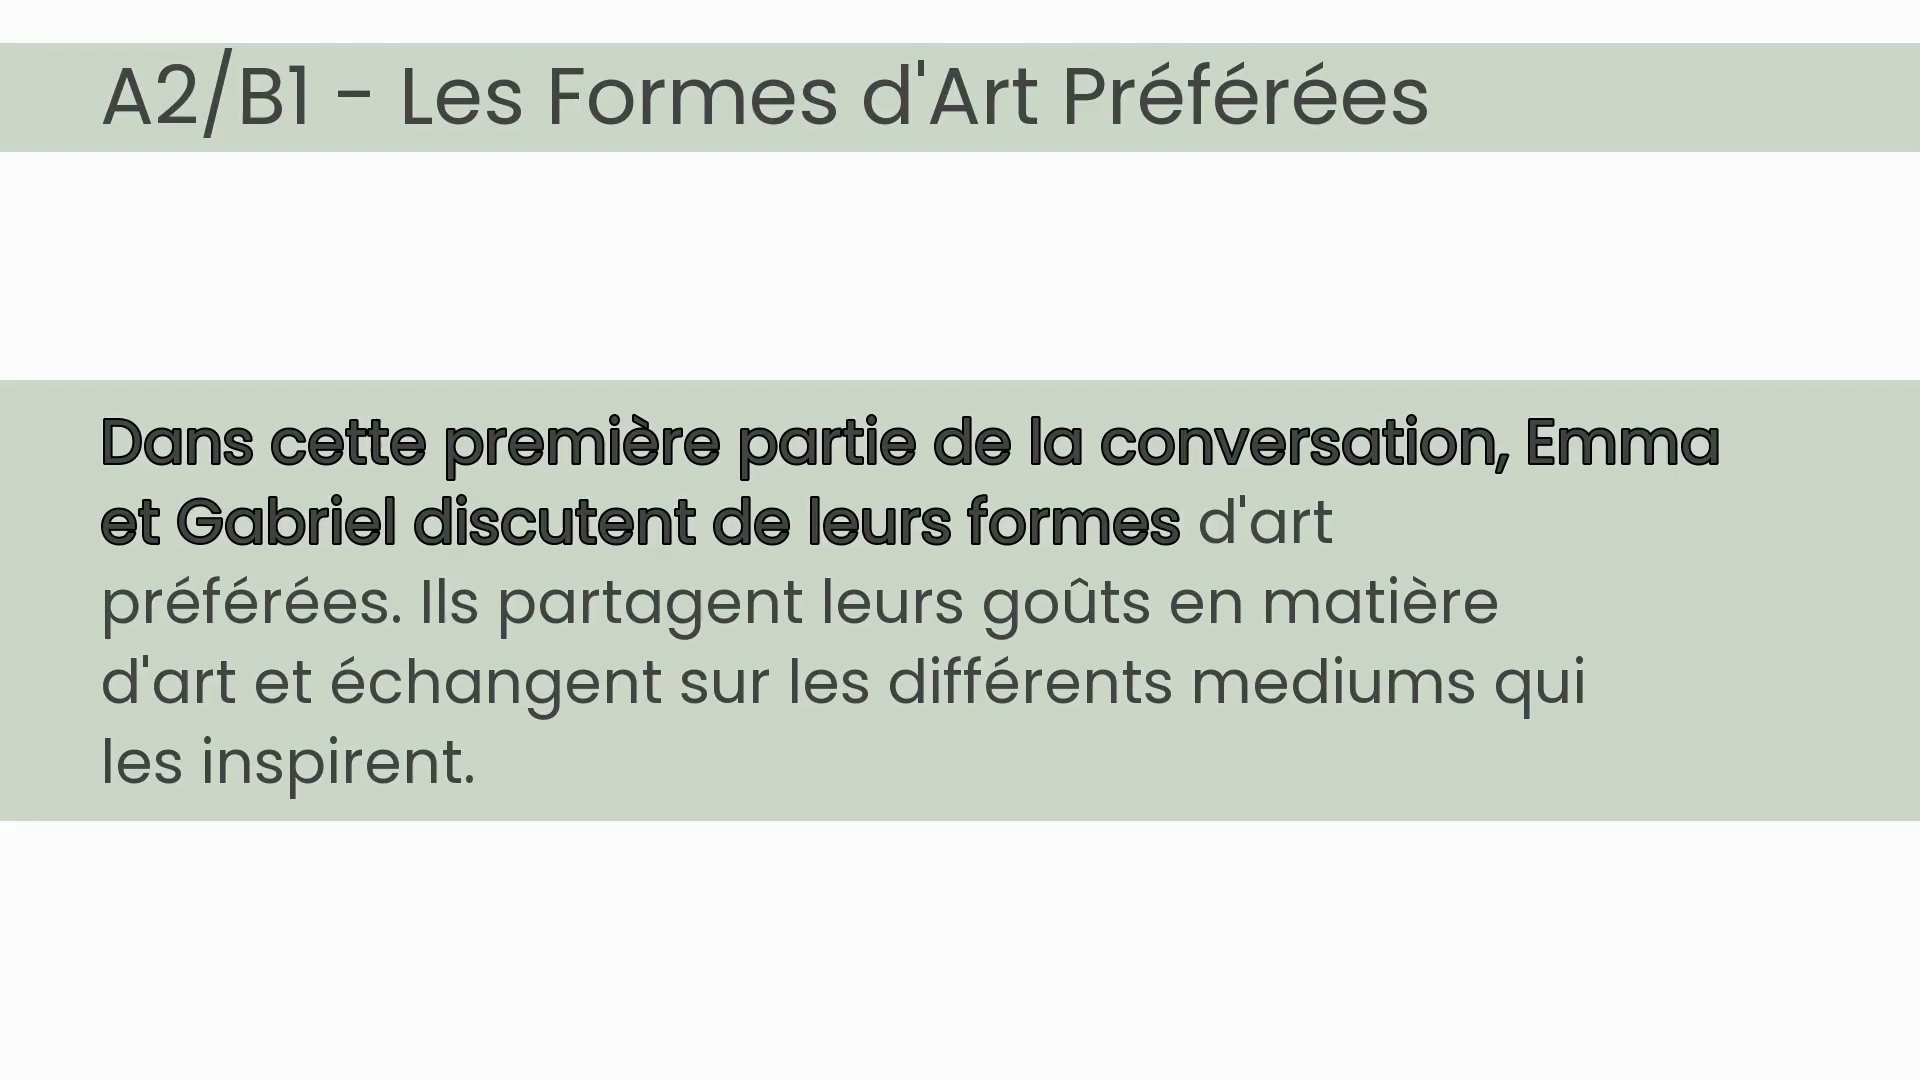 A2/B1 - Les Formes d'Art Préférées
Dans cette première partie de la conversation, Emma
et Gabriel discutent de leurs formes d'art
préférées. Ils partagent leurs goûts en matière
d'art et échangent sur les différents mediums qui
les inspirent.